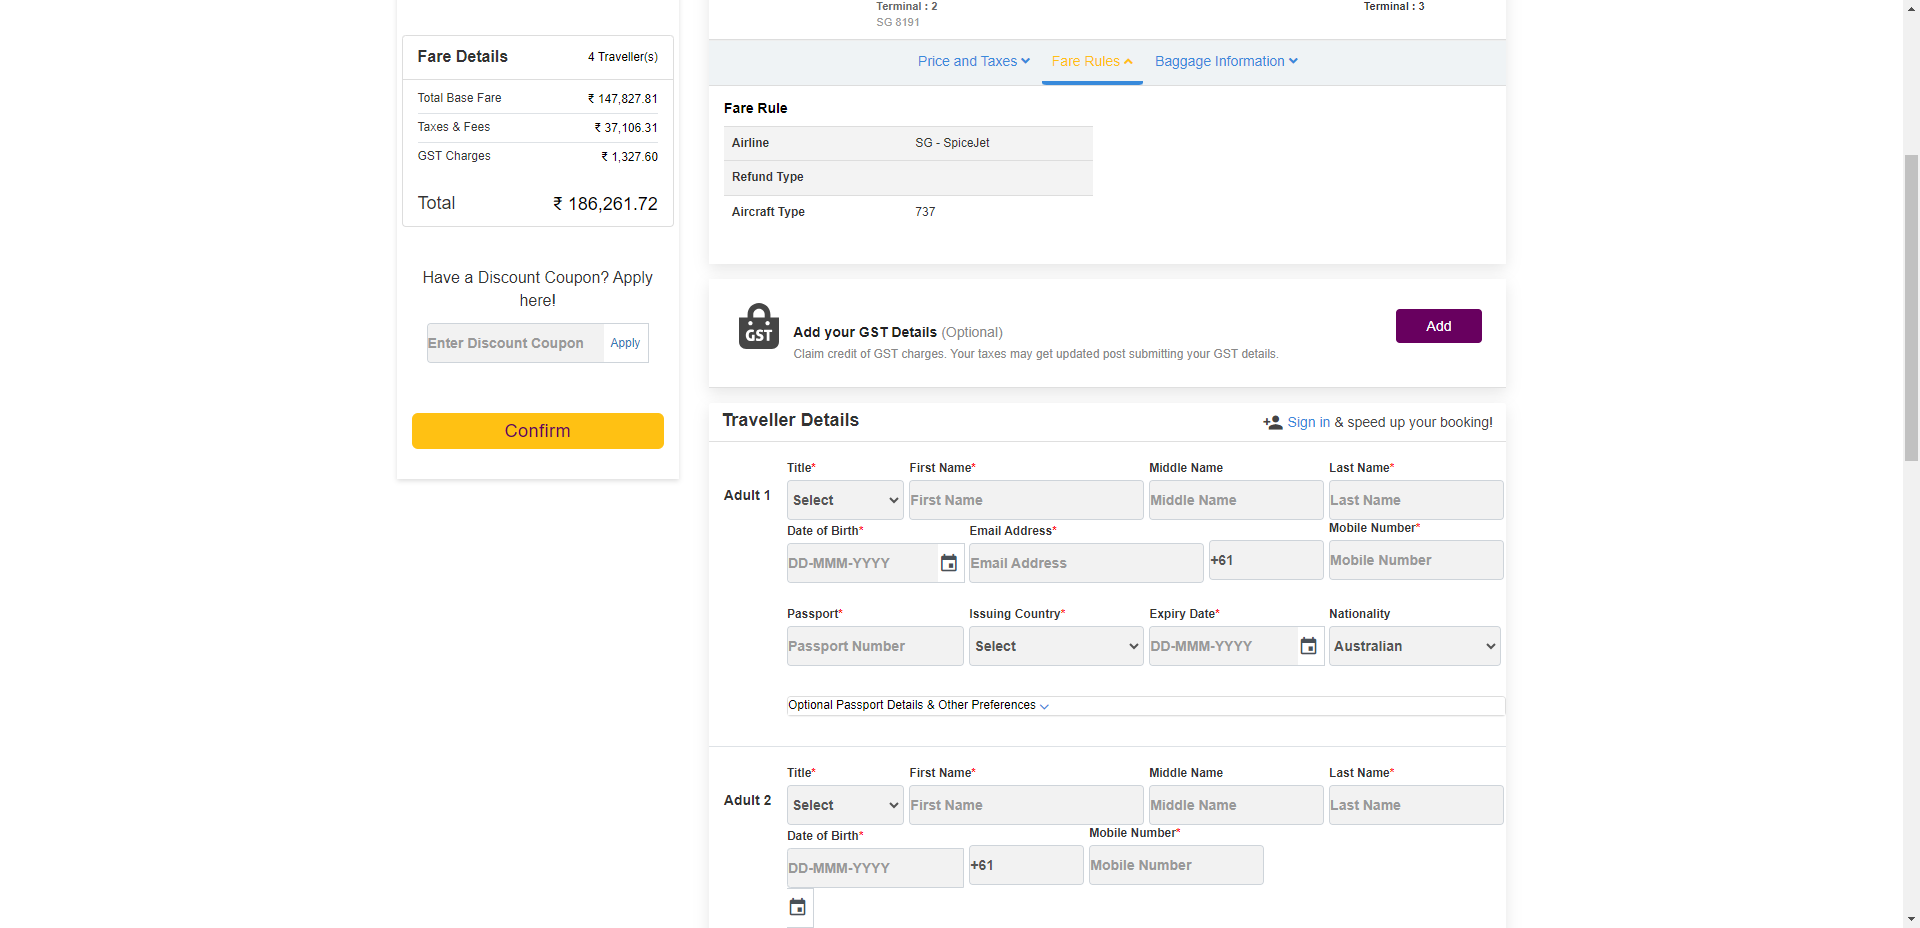 Terminal : 2
SG 8191
Terminal : 3
Fare Details
4 Traveller(s)
Total Base Fare ₹ 147,827.81
Taxes & Fees ₹ 37,106.31
GST Charges ₹ 1,327.60
Total ₹ 186,261.72
Have a Discount Coupon? Apply
here!
Enter Discount Coupon Apply
Confirm
Price and Taxes Fare Rules Baggage Information
Fare Rule
Airline SG - SpiceJet
Refund Type
Aircraft Type 737
GST
Add your GST Details (Optional)
Claim credit of GST charges. Your taxes may get updated post submitting your GST details.
Add
Traveller Details
Sign in & speed up your booking!
Adult 1
Title* First Name* Middle Name Last Name*
Select First Name Middle Name Last Name
Date of Birth* Email Address* Mobile Number*
DD-MMM-YYYY Email Address +61 Mobile Number
Passport* Issuing Country* Expiry Date* Nationality
Passport Number Select DD-MMM-YYYY Australian
Optional Passport Details & Other Preferences
Adult 2
Title* First Name* Middle Name Last Name*
Select First Name Middle Name Last Name
Date of Birth* Mobile Number*
DD-MMM-YYYY +61 Mobile Number